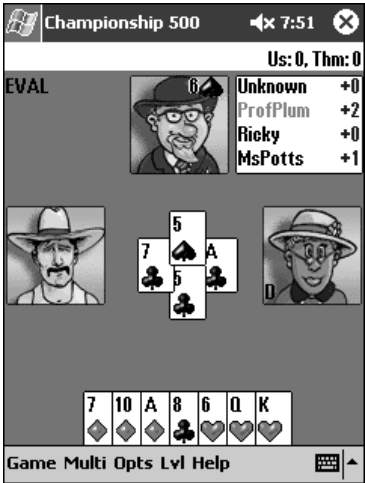 Championship 500 7:51
Us: 0, Thm: 0
EVAL
6
Unknown +0
ProfPlum +2
Ricky +0
MsPotts +1
5
7 A
5
D
7 10 A 8 6 Q K
Game Multi Opts Lvl Help